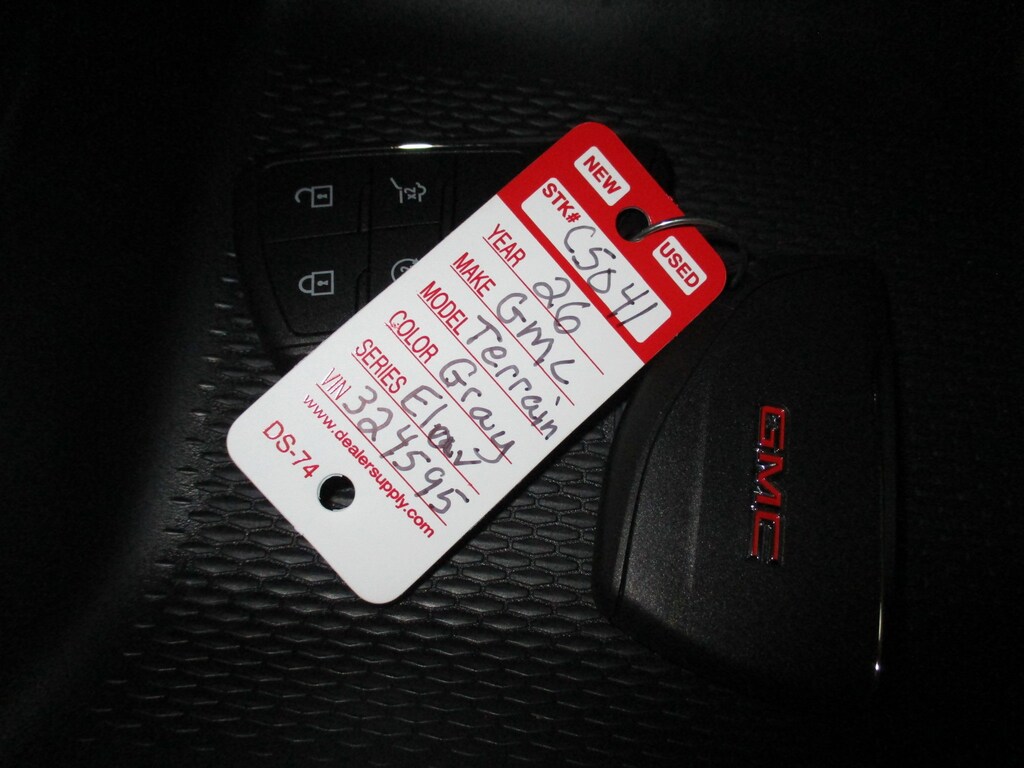 NEW
USED
STK# C5041
YEAR 26
MAKE GMC
MODEL Terrain
COLOR Gray
SERIES Elav
VIN 324595
www.dealersupply.com
DS-74
GMC